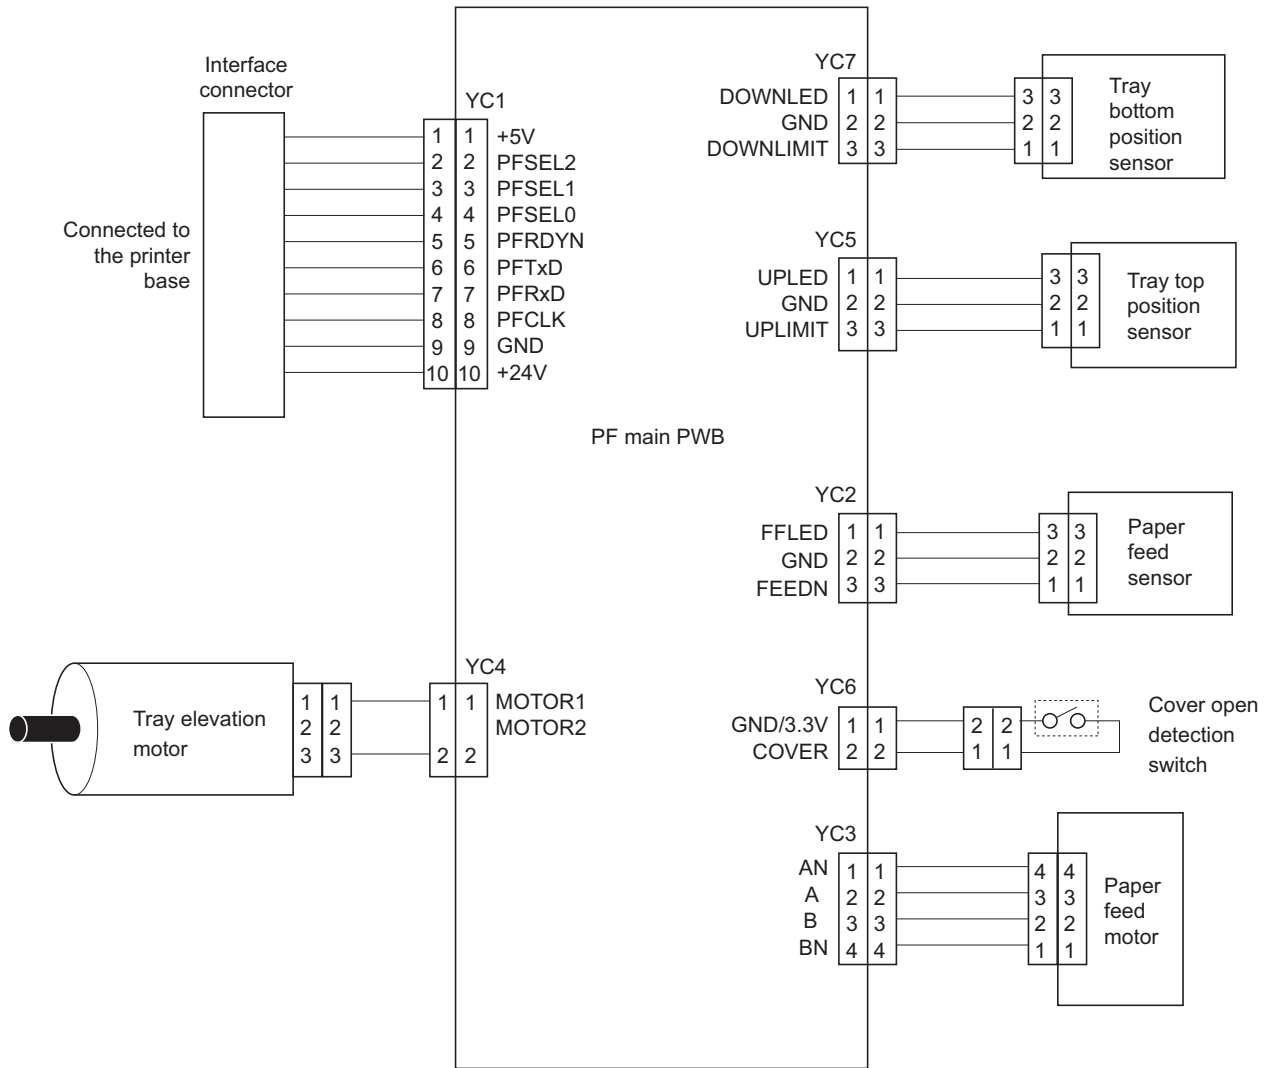 Interface
connector
YC1
1 1 +5V
2 2 PFSEL2
3 3 PFSEL1
4 4 PFSEL0
5 5 PFRDYN
6 6 PFTxD
7 7 PFRxD
8 8 PFCLK
9 9 GND
10 10 +24V
Connected to
the printer
base
PF main PWB
Tray elevation
motor
1 1
2 2
3 3
YC4
1 1 MOTOR1
MOTOR2
2 2
YC7
DOWNLED 1 1 3 3
GND 2 2 2 2
DOWNLIMIT 3 3 1 1
Tray
bottom
position
sensor
YC5
UPLED 1 1 3 3
GND 2 2 2 2
UPLIMIT 3 3 1 1
Tray top
position
sensor
YC2
FFLED 1 1 3 3
GND 2 2 2 2
FEEDN 3 3 1 1
Paper
feed
sensor
YC6
GND/3.3V 1 1 2 2
COVER 2 2 1 1
Cover open
detection
switch
YC3
AN 1 1 4 4
A 2 2 3 3
B 3 3 2 2
BN 4 4 1 1
Paper
feed
motor